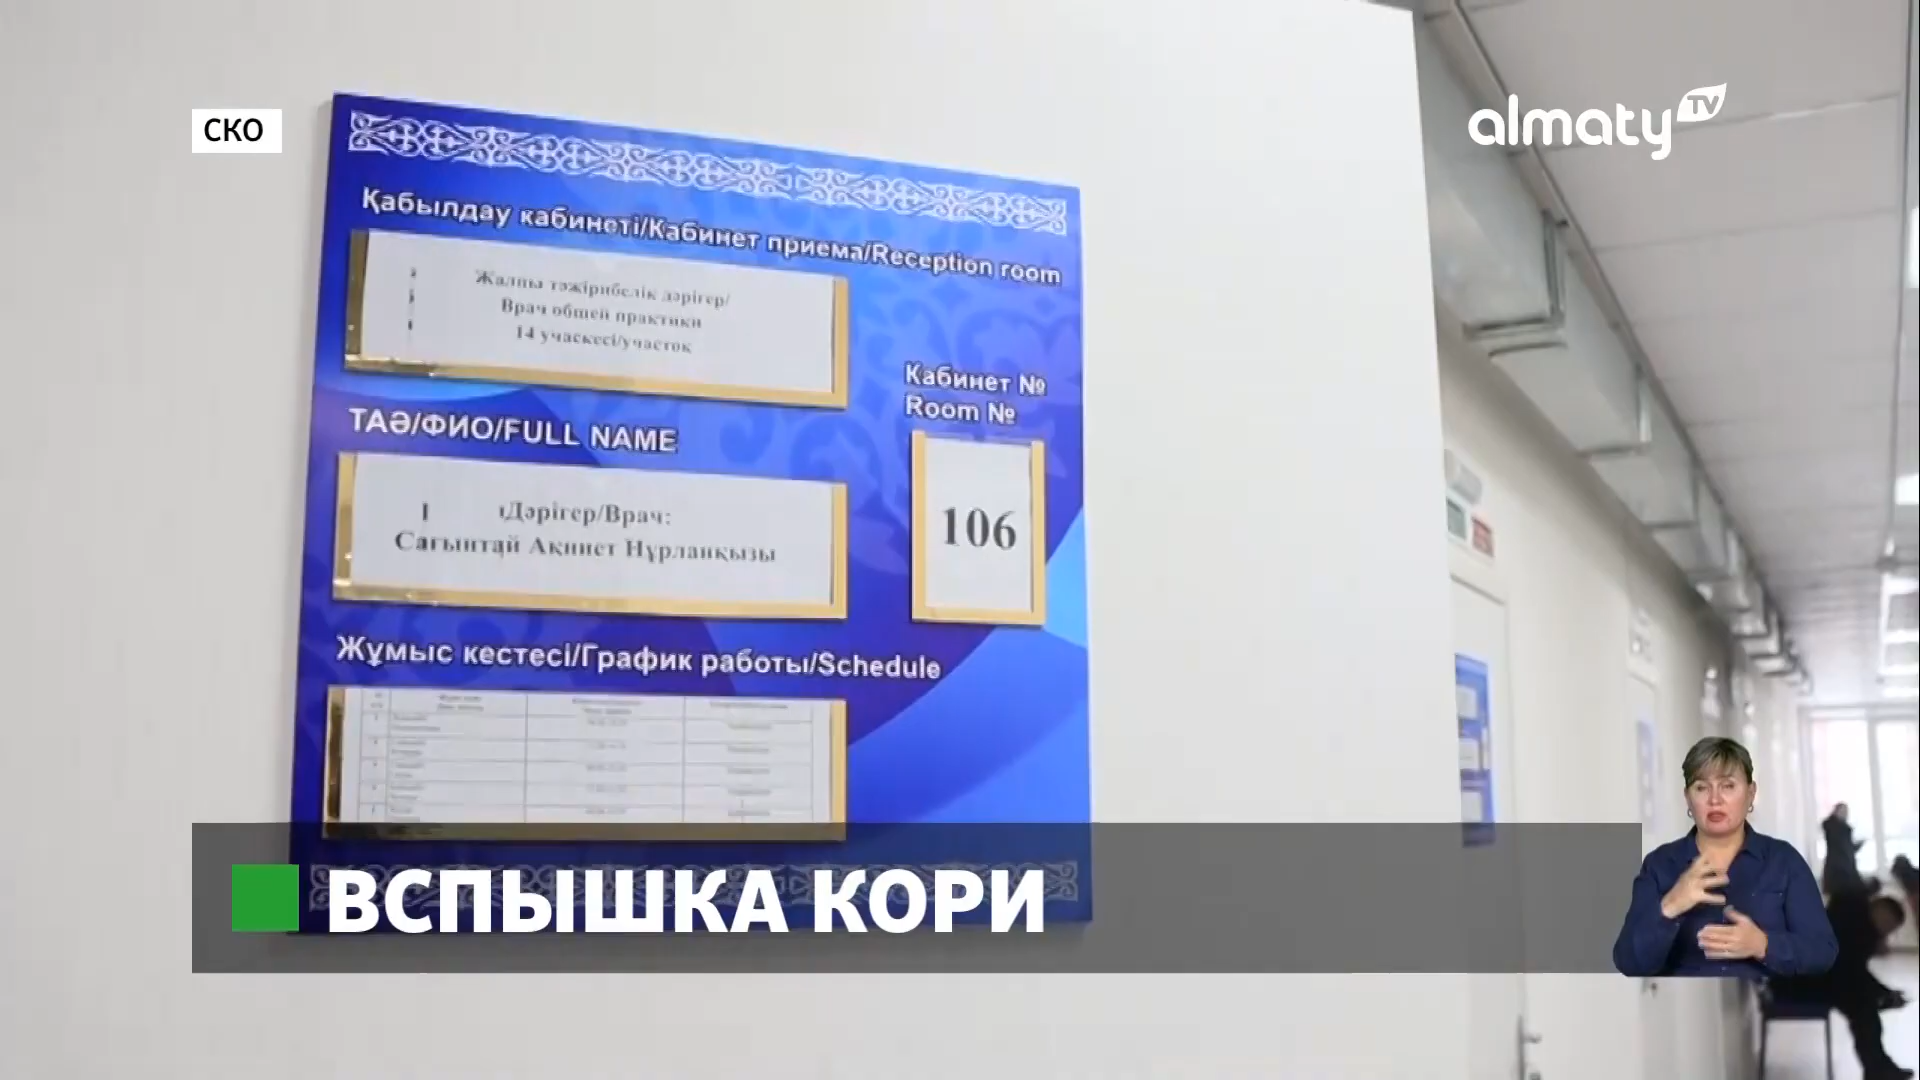 СКО
almaty TV
Қабылдау кабинеті/Кабинет приема/Reception room
Жалпы тәжірибелік дәрігер/
Врач общей практики
14 учаскесі/участок
Кабинет №
Room №
106
ТАӘ/ФИО/FULL NAME
Дәрігер/Врач:
Сағынтай Ақниет Нұрланқызы
Жұмыс кестесі/График работы/Schedule
ВСПЫШКА КОРИ